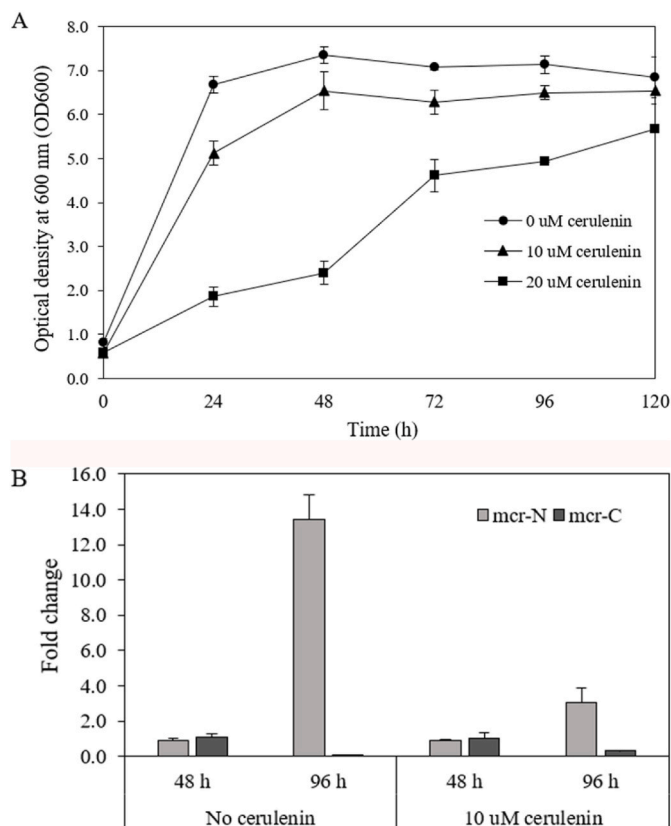 A
8.0
7.0
6.0
5.0
4.0
3.0
2.0
1.0
0.0
Optical density at 600 nm (OD600)
0 uM cerulenin
10 uM cerulenin
20 uM cerulenin
0 24 48 72 96 120
Time (h)
B
16.0
14.0
12.0
10.0
8.0
6.0
4.0
2.0
0.0
Fold change
mcr-N mcr-C
48 h 96 h 48 h 96 h
No cerulenin 10 uM cerulenin